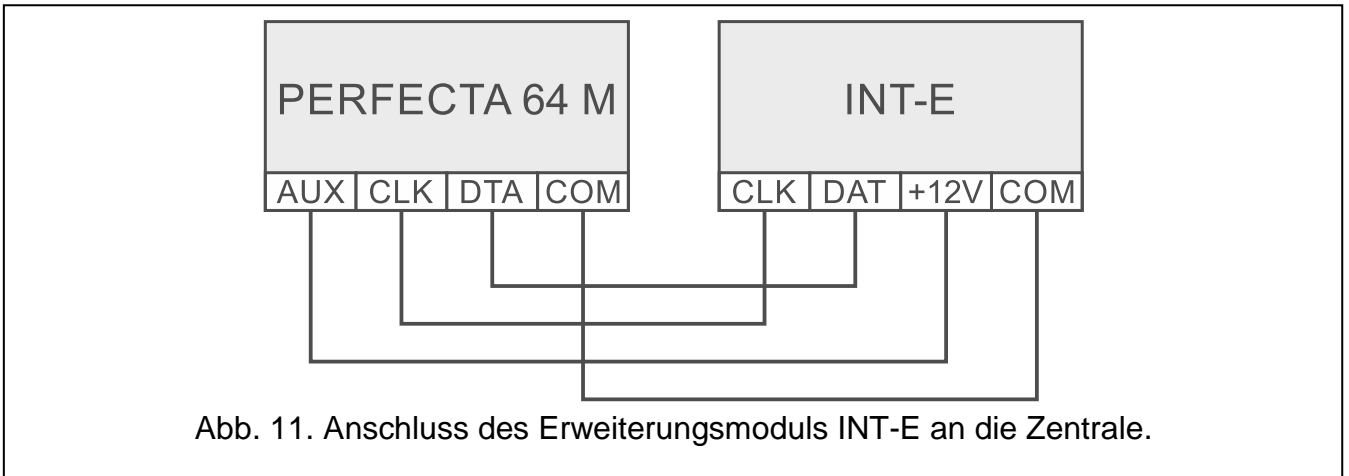 PERFECTA 64 M
INT-E
AUX CLK DTA COM
CLK DAT +12V COM
Abb. 11. Anschluss des Erweiterungsmoduls INT-E an die Zentrale.